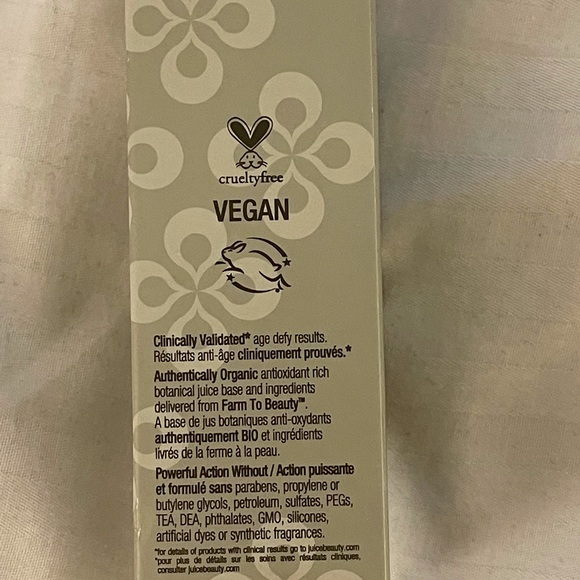 crueltyfree
VEGAN
Clinically Validated* age defy results.
Résultats anti-âge cliniquement prouvés.*
Authentically Organic antioxidant rich
botanical juice base and ingredients
delivered from Farm To Beauty™.
A base de jus botaniques anti-oxydants
authentiquement BIO et ingrédients
livrés de la ferme à la peau.
Powerful Action Without / Action puissante
et formulé sans parabens, propylene or
butylene glycols, petroleum, sulfates, PEGs,
TEA, DEA, phthalates, GMO, silicones,
artificial dyes or synthetic fragrances.
*for details of products with clinical results go to juicebeauty.com
*pour plus de détails sur les soins avec résultats cliniques,
consulter juicebeauty.com